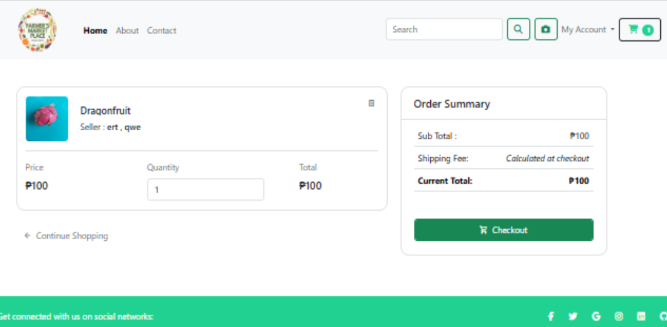 FARMER'S
MARKET
PLACE
Home About Contact
Search
My Account
1
Dragonfruit
Seller : ert , qwe
Price Quantity Total
₱100 1 ₱100
Continue Shopping
Order Summary
Sub Total : ₱100
Shipping Fee: Calculated at checkout
Current Total: ₱100
Checkout
Get connected with us on social networks: